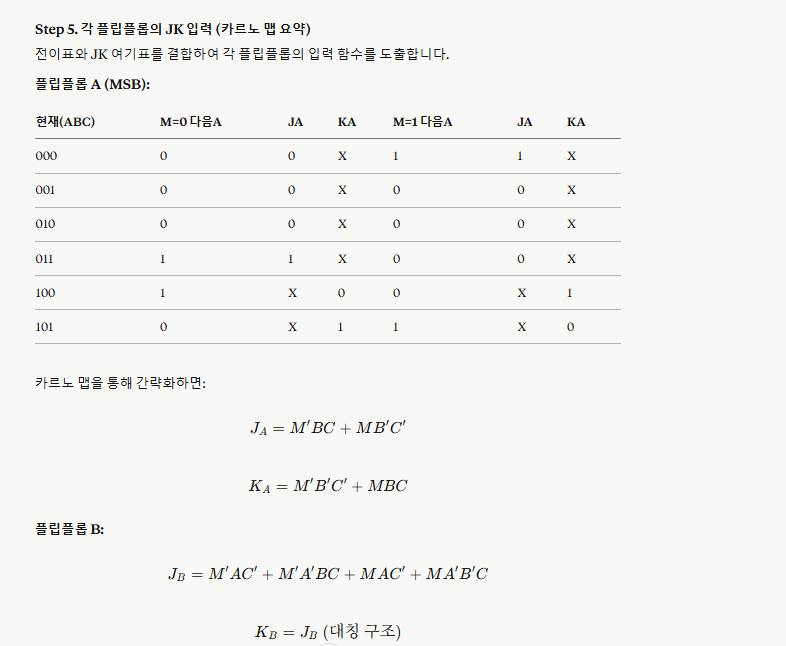 Step 5. 각 플립플롭의 JK 입력 (카르노 맵 요약)
전이표와 JK 여기표를 결합하여 각 플립플롭의 입력 함수를 도출합니다.
플립플롭 A (MSB):
현재(ABC) M=0 다음A JA KA M=1 다음A JA KA
000 0 0 X 1 1 X
001 0 0 X 0 0 X
010 0 0 X 0 0 X
011 1 1 X 0 0 X
100 1 X 0 0 X 1
101 0 X 1 1 X 0
카르노 맵을 통해 간략화하면:
J_A = M′BC + MB′C′
K_A = M′B′C′ + MBC
플립플롭 B:
J_B = M′AC′ + M′A′BC + MAC′ + MA′B′C
K_B = J_B (대칭 구조)